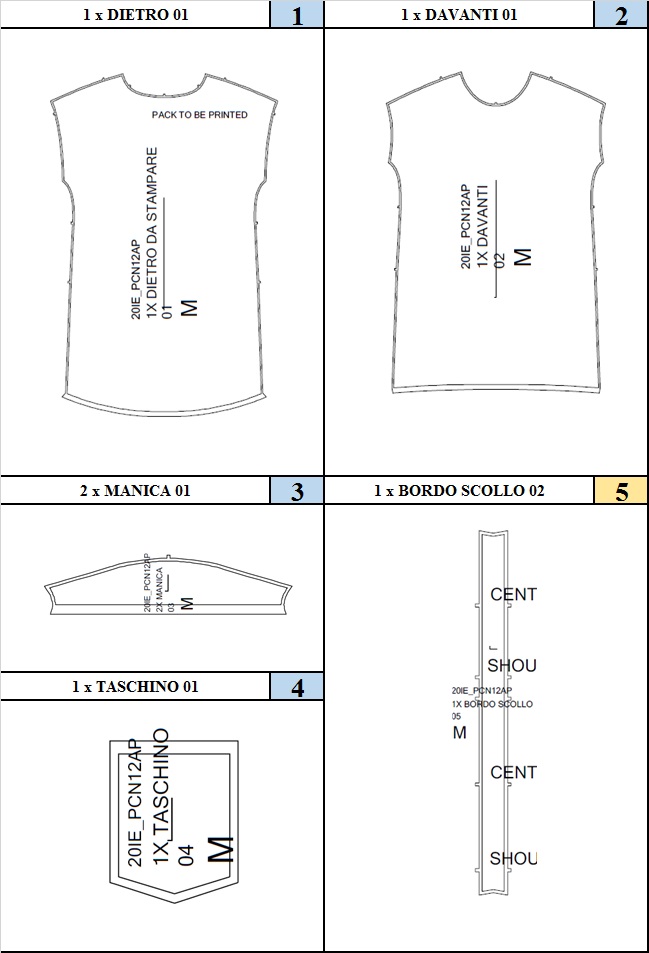 1 x DIETRO 01
1
1 x DAVANTI 01
2
PACK TO BE PRINTED
20IE_PCN12AP
1X DIETRO DA STAMPARE
01
M
20IE_PCN12AP
1X DAVANTI
02
M
2 x MANICA 01
3
20IE_PCN12AP
2X MANICA
03
M
1 x BORDO SCOLLO 02
5
CENT
SHOU
20IE_PCN12AP
1X BORDO SCOLLO
05
M
CENT
SHOU
1 x TASCHINO 01
4
20IE_PCN12AP
1X TASCHINO
04
M